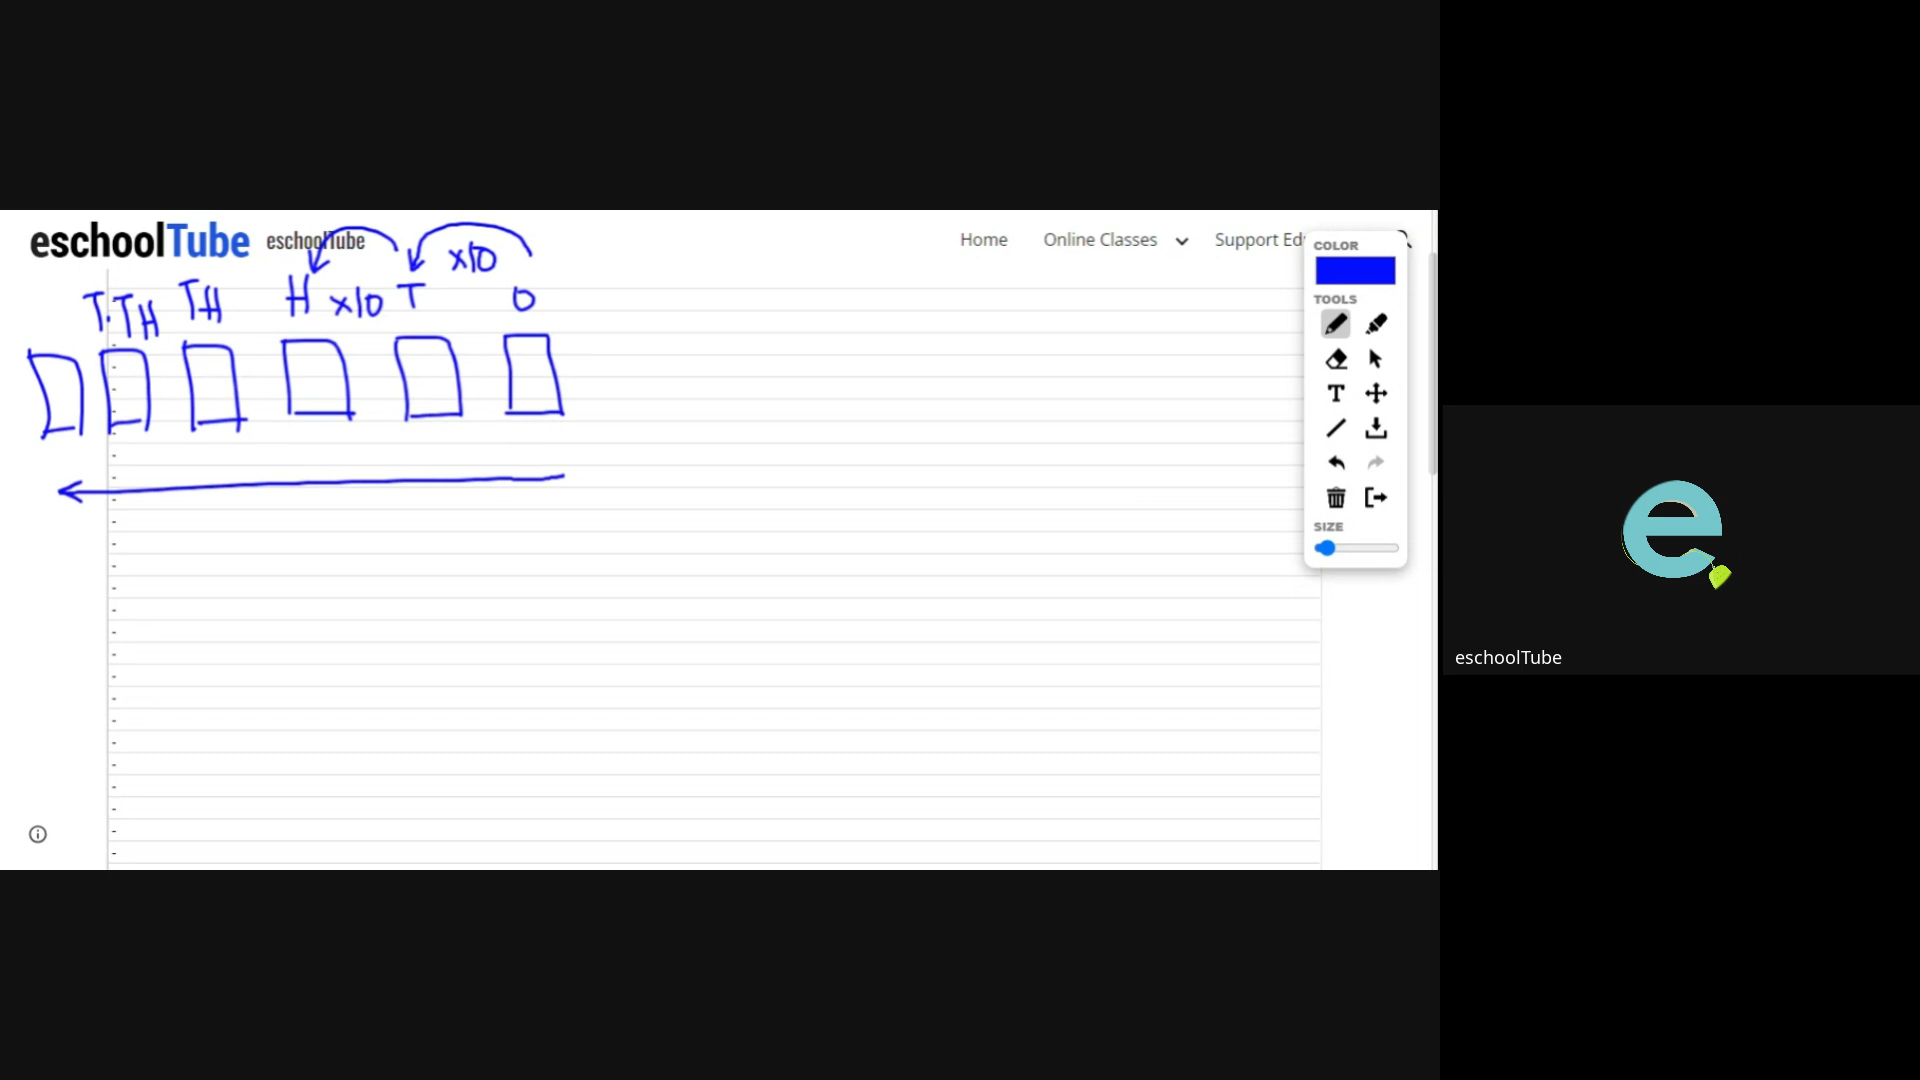 eschoolTube eschoolTube Home Online Classes Support Ed
COLOR
x10
TOOLS
T.TH TH H x10 T O
SIZE
eschoolTube